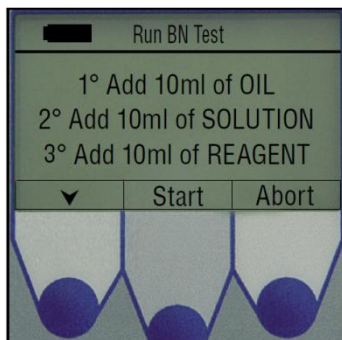 Run BN Test
1° Add 10ml of OIL
2° Add 10ml of SOLUTION
3° Add 10ml of REAGENT
Start Abort